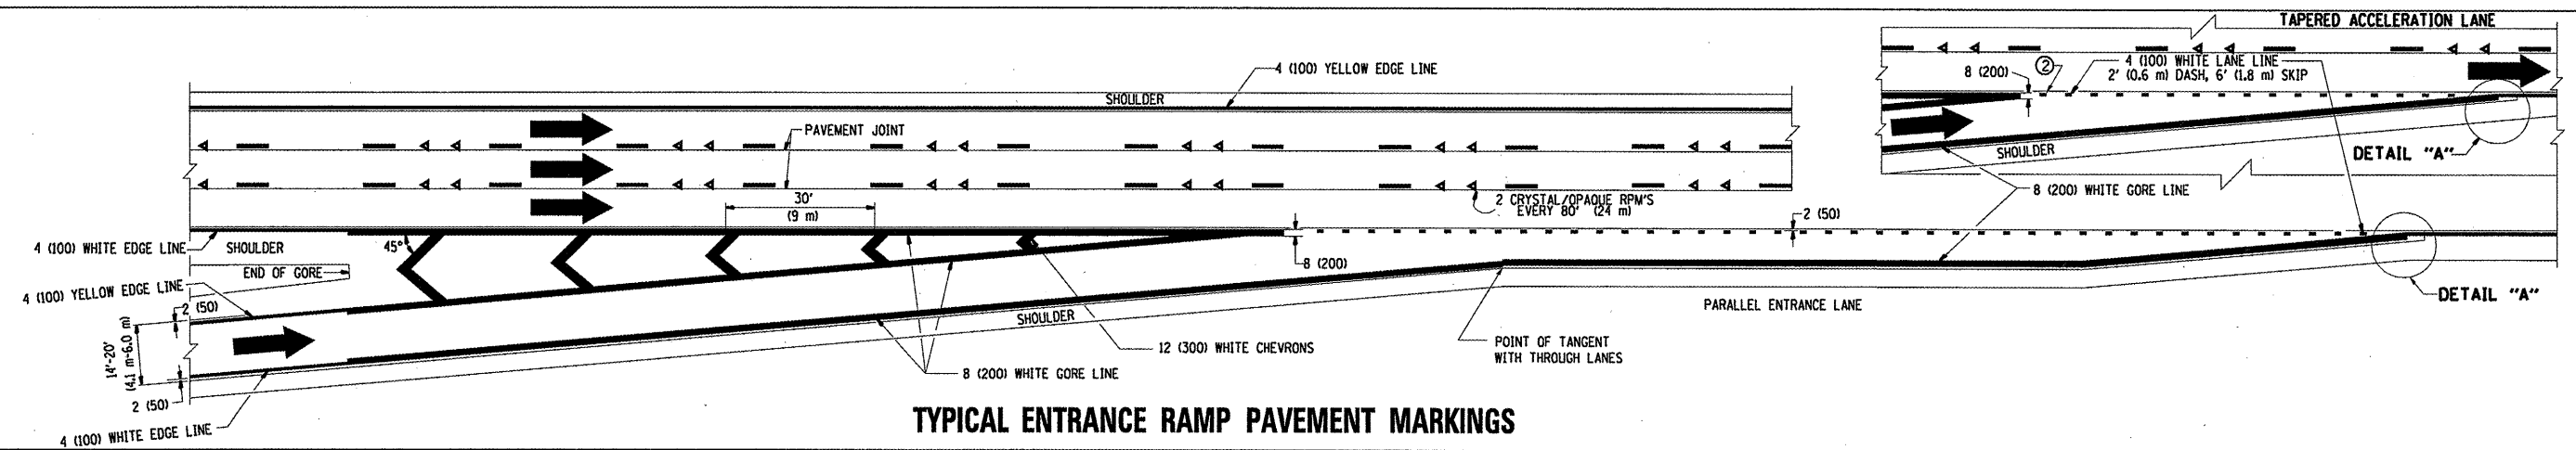 TAPERED ACCELERATION LANE
4 (100) YELLOW EDGE LINE
8 (200)
2
4 (100) WHITE LANE LINE
2' (0.6 m) DASH, 6' (1.8 m) SKIP
SHOULDER
PAVEMENT JOINT
SHOULDER
DETAIL "A"
8 (200) WHITE GORE LINE
30'
(9 m)
2 CRYSTAL/OPAQUE RPM'S
EVERY 80' (24 m)
2 (50)
4 (100) WHITE EDGE LINE
SHOULDER
45°
END OF GORE
8 (200)
4 (100) YELLOW EDGE LINE
2 (50)
DETAIL "A"
PARALLEL ENTRANCE LANE
SHOULDER
14'-20'
(4.1 m-6.0 m)
12 (300) WHITE CHEVRONS
POINT OF TANGENT
WITH THROUGH LANES
8 (200) WHITE GORE LINE
2 (50)
4 (100) WHITE EDGE LINE
TYPICAL ENTRANCE RAMP PAVEMENT MARKINGS